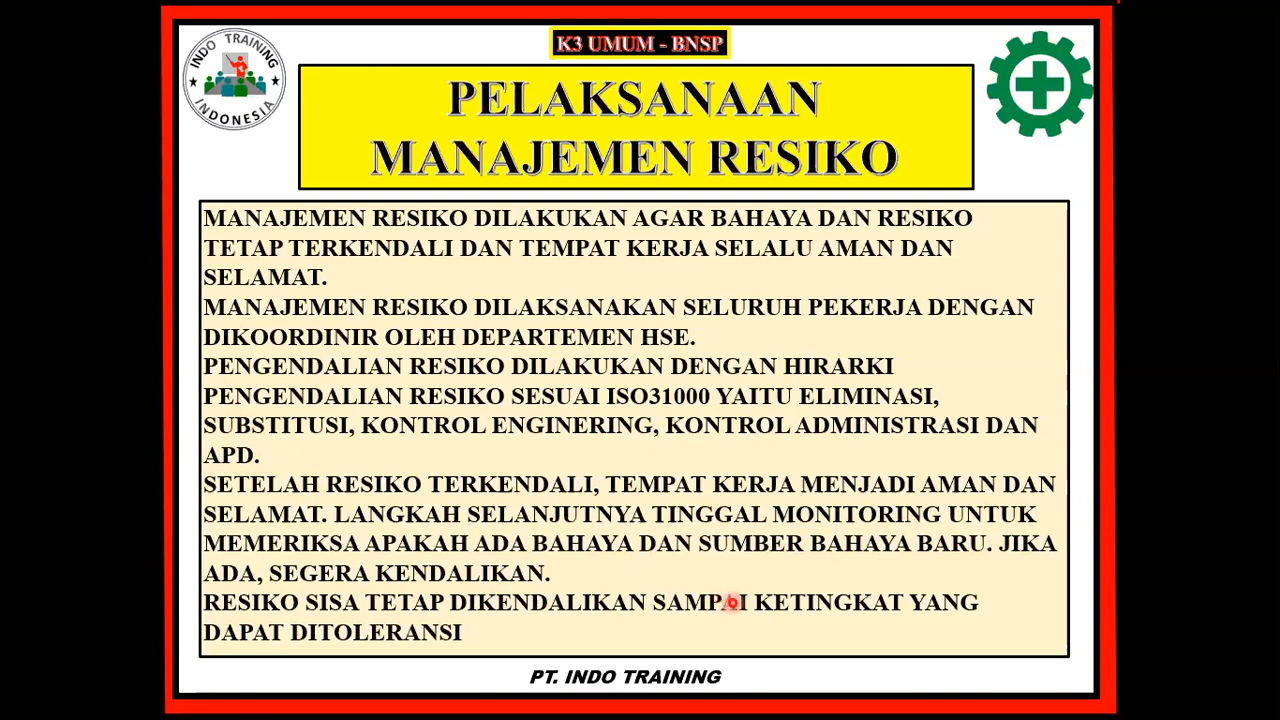 K3 UMUM - BNSP
INDO TRAINING
INDONESIA
PELAKSANAAN
MANAJEMEN RESIKO
MANAJEMEN RESIKO DILAKUKAN AGAR BAHAYA DAN RESIKO
TETAP TERKENDALI DAN TEMPAT KERJA SELALU AMAN DAN
SELAMAT.
MANAJEMEN RESIKO DILAKSANAKAN SELURUH PEKERJA DENGAN
DIKOORDINIR OLEH DEPARTEMEN HSE.
PENGENDALIAN RESIKO DILAKUKAN DENGAN HIRARKI
PENGENDALIAN RESIKO SESUAI ISO31000 YAITU ELIMINASI,
SUBSTITUSI, KONTROL ENGINERING, KONTROL ADMINISTRASI DAN
APD.
SETELAH RESIKO TERKENDALI, TEMPAT KERJA MENJADI AMAN DAN
SELAMAT. LANGKAH SELANJUTNYA TINGGAL MONITORING UNTUK
MEMERIKSA APAKAH ADA BAHAYA DAN SUMBER BAHAYA BARU. JIKA
ADA, SEGERA KENDALIKAN.
RESIKO SISA TETAP DIKENDALIKAN SAMPAI KETINGKAT YANG
DAPAT DITOLERANSI
PT. INDO TRAINING